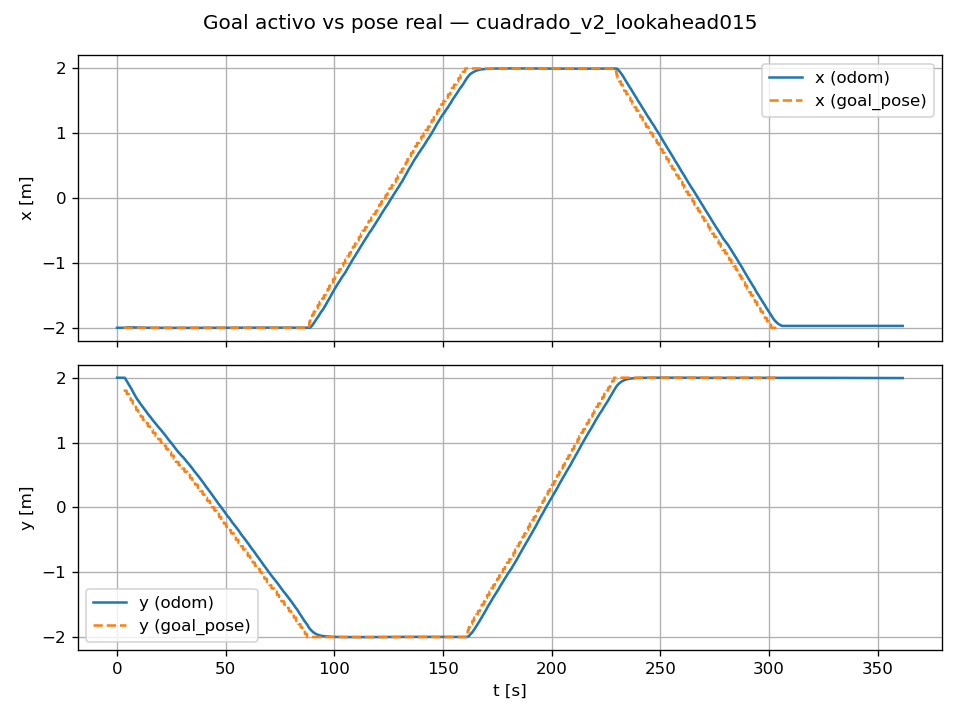 Goal activo vs pose real — cuadrado_v2_lookahead015
2
1
0
−1
−2
x [m]
x (odom)
x (goal_pose)
2
1
0
−1
−2
y [m]
y (odom)
y (goal_pose)
0 50 100 150 200 250 300 350
t [s]